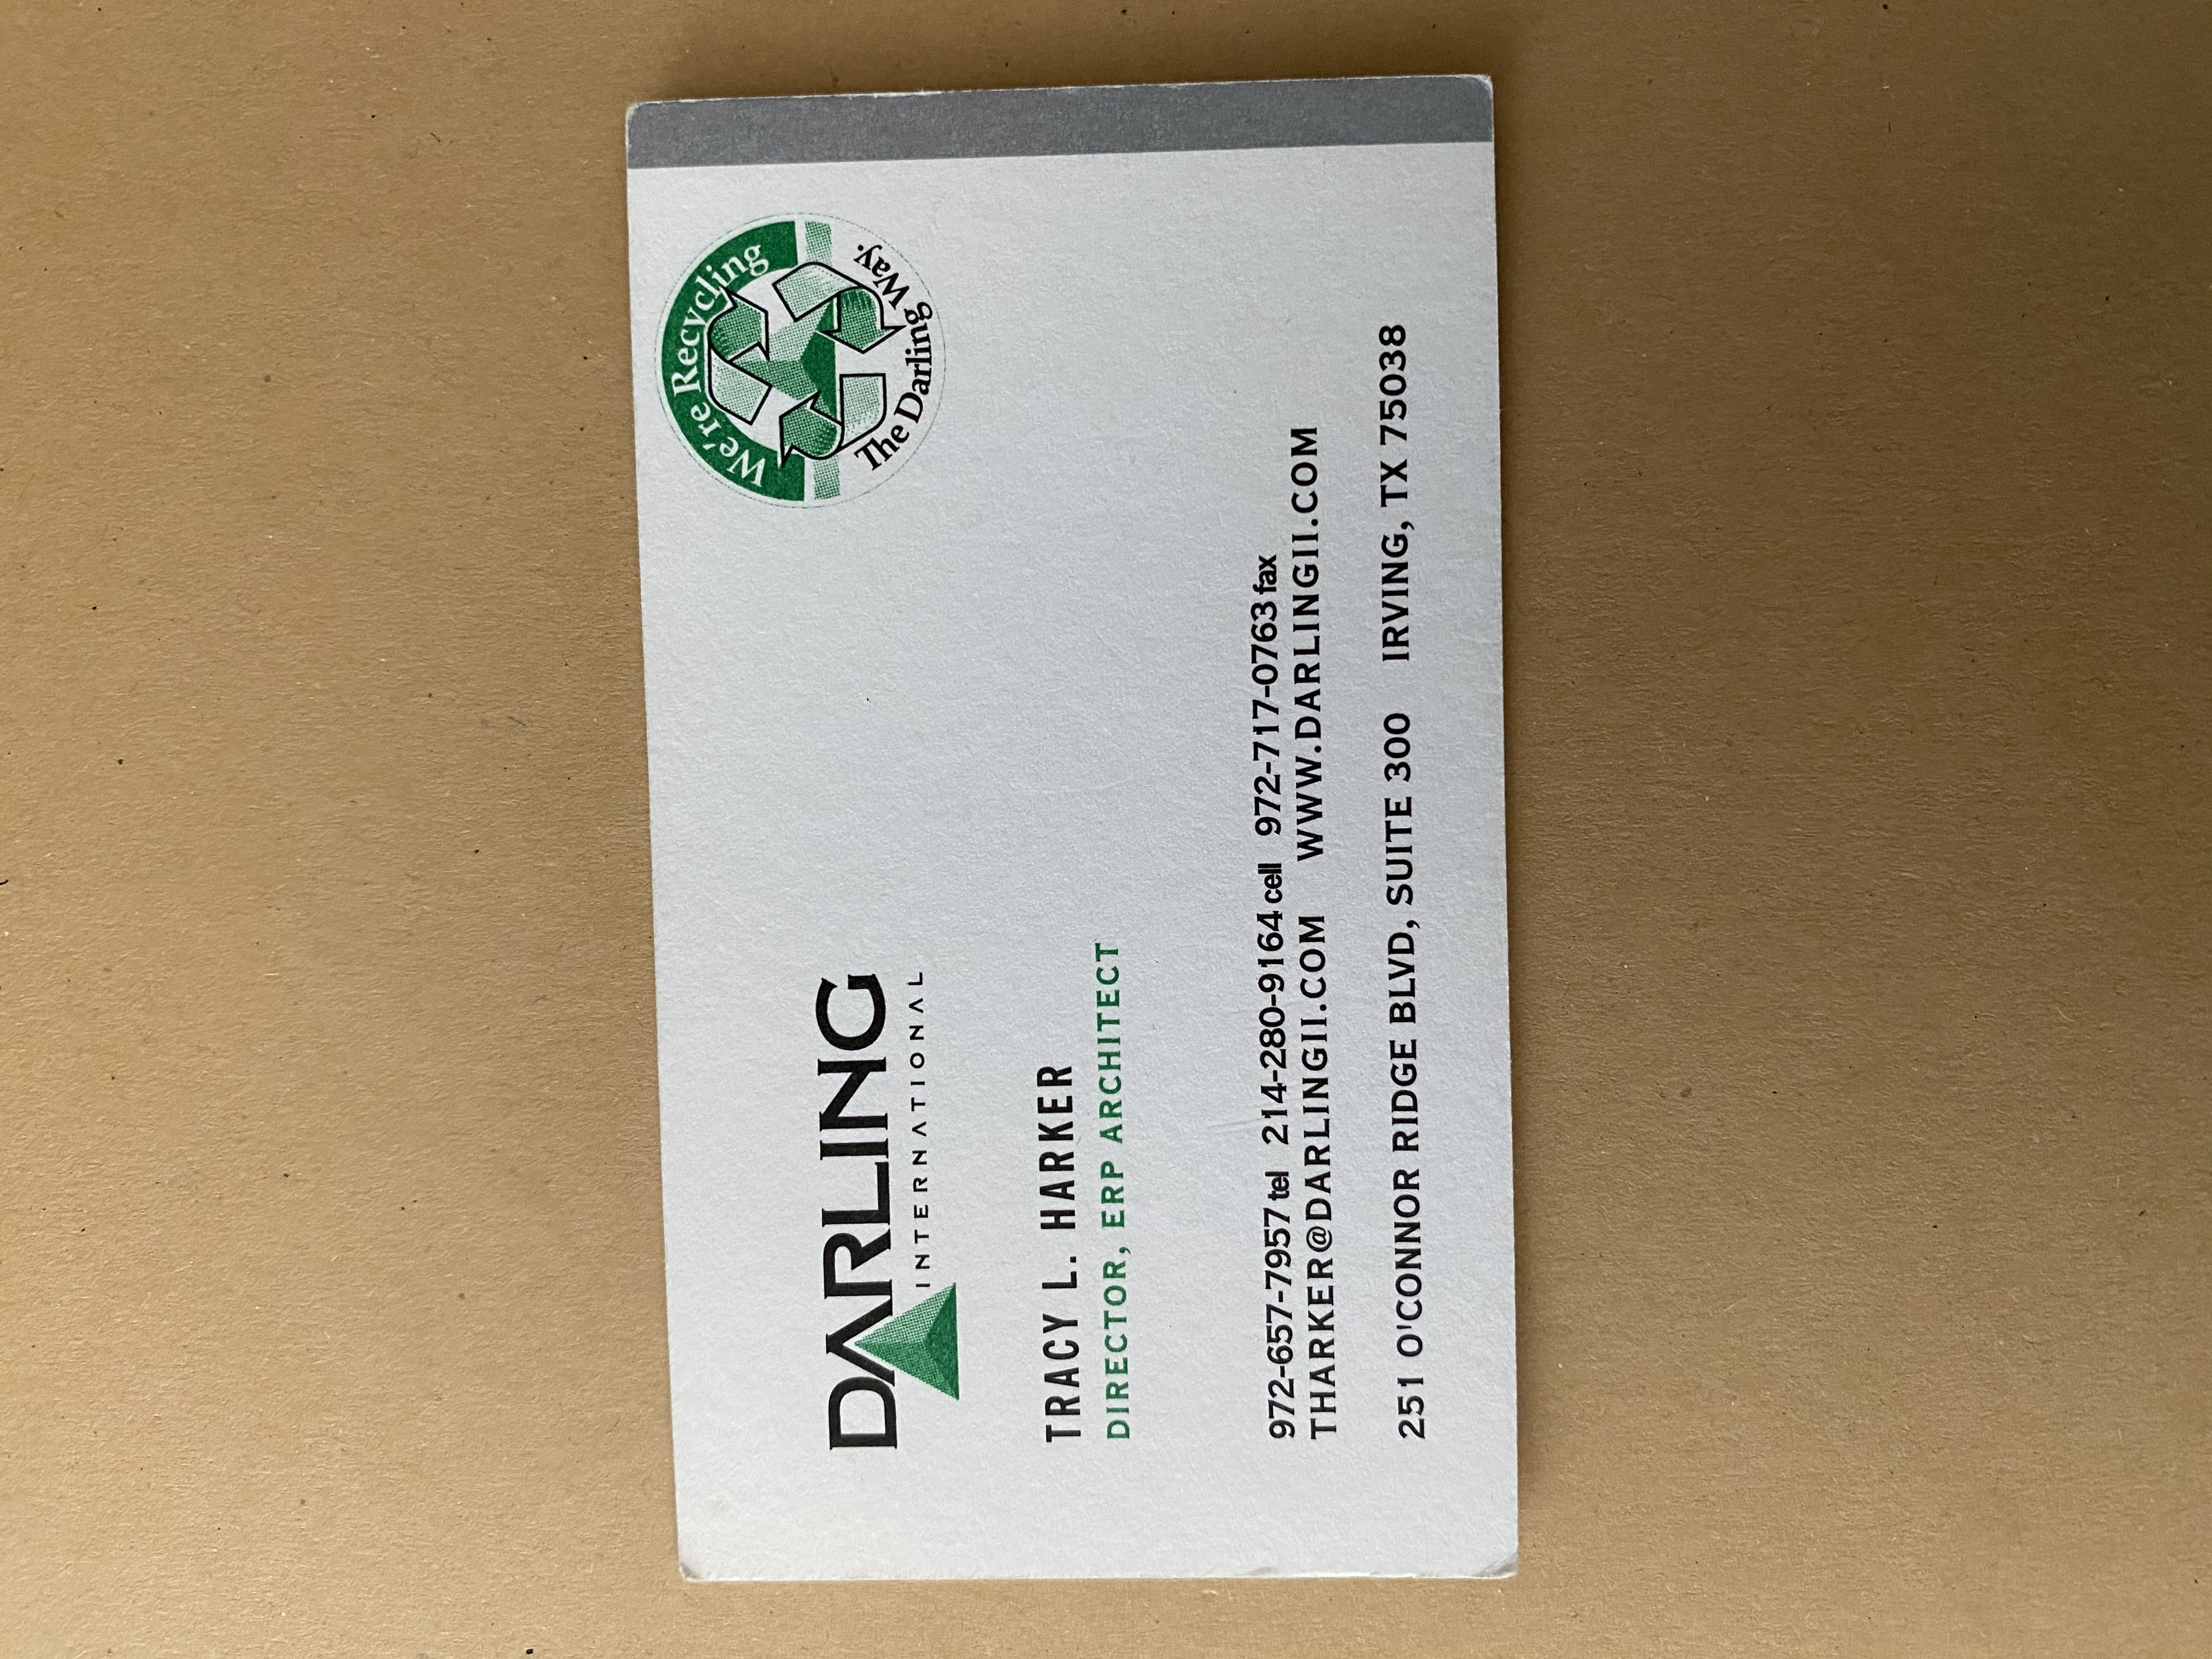 We're Recycling
The Darling Way.
DARLING
INTERNATIONAL
TRACY L. HARKER
DIRECTOR, ERP ARCHITECT
972-657-7957 tel 214-280-9164 cell 972-717-0763 fax
THARKER@DARLINGII.COM WWW.DARLINGII.COM
251 O'CONNOR RIDGE BLVD, SUITE 300 IRVING, TX 75038